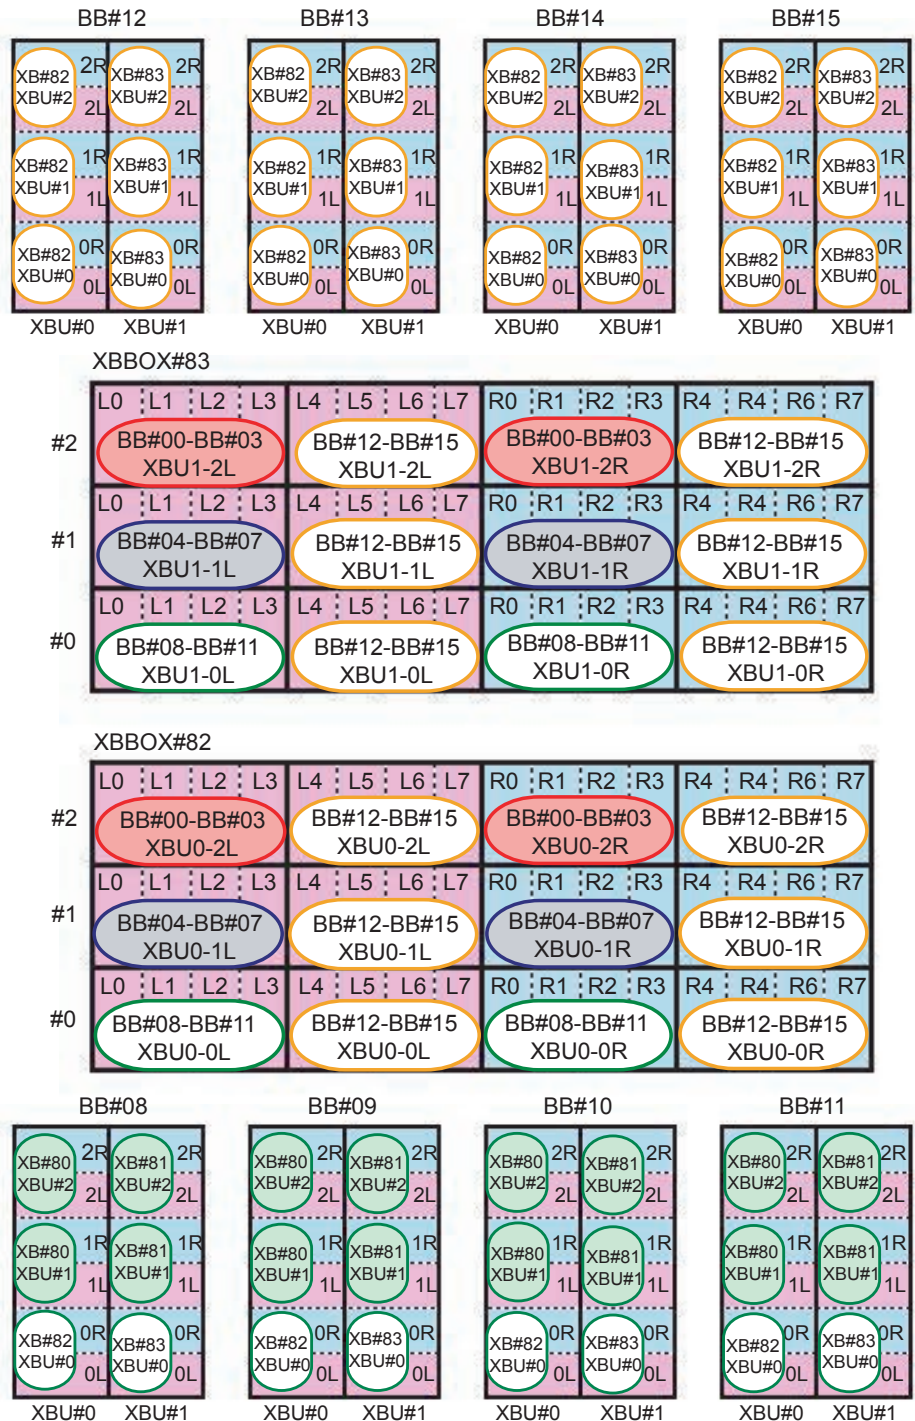 BB#12 BB#13 BB#14 BB#15
XB#82 2R XB#83 2R XB#82 2R XB#83 2R XB#82 2R XB#83 2R XB#82 2R XB#83 2R
XBU#2 2L XBU#2 2L XBU#2 2L XBU#2 2L XBU#2 2L XBU#2 2L XBU#2 2L XBU#2 2L
XB#82 1R XB#83 1R XB#82 1R XB#83 1R XB#82 1R XB#83 1R XB#82 1R XB#83 1R
XBU#1 1L XBU#1 1L XBU#1 1L XBU#1 1L XBU#1 1L XBU#1 1L XBU#1 1L XBU#1 1L
XB#82 0R XB#83 0R XB#82 0R XB#83 0R XB#82 0R XB#83 0R XB#82 0R XB#83 0R
XBU#0 0L XBU#0 0L XBU#0 0L XBU#0 0L XBU#0 0L XBU#0 0L XBU#0 0L XBU#0 0L
XBU#0 XBU#1 XBU#0 XBU#1 XBU#0 XBU#1 XBU#0 XBU#1
XBBOX#83
L0 L1 L2 L3 L4 L5 L6 L7 R0 R1 R2 R3 R4 R4 R6 R7
#2 BB#00-BB#03 BB#12-BB#15 BB#00-BB#03 BB#12-BB#15
XBU1-2L XBU1-2L XBU1-2R XBU1-2R
L0 L1 L2 L3 L4 L5 L6 L7 R0 R1 R2 R3 R4 R4 R6 R7
#1 BB#04-BB#07 BB#12-BB#15 BB#04-BB#07 BB#12-BB#15
XBU1-1L XBU1-1L XBU1-1R XBU1-1R
L0 L1 L2 L3 L4 L5 L6 L7 R0 R1 R2 R3 R4 R4 R6 R7
#0 BB#08-BB#11 BB#12-BB#15 BB#08-BB#11 BB#12-BB#15
XBU1-0L XBU1-0L XBU1-0R XBU1-0R
XBBOX#82
L0 L1 L2 L3 L4 L5 L6 L7 R0 R1 R2 R3 R4 R4 R6 R7
#2 BB#00-BB#03 BB#12-BB#15 BB#00-BB#03 BB#12-BB#15
XBU0-2L XBU0-2L XBU0-2R XBU0-2R
L0 L1 L2 L3 L4 L5 L6 L7 R0 R1 R2 R3 R4 R4 R6 R7
#1 BB#04-BB#07 BB#12-BB#15 BB#04-BB#07 BB#12-BB#15
XBU0-1L XBU0-1L XBU0-1R XBU0-1R
L0 L1 L2 L3 L4 L5 L6 L7 R0 R1 R2 R3 R4 R4 R6 R7
#0 BB#08-BB#11 BB#12-BB#15 BB#08-BB#11 BB#12-BB#15
XBU0-0L XBU0-0L XBU0-0R XBU0-0R
BB#08 BB#09 BB#10 BB#11
XB#80 2R XB#81 2R XB#80 2R XB#81 2R XB#80 2R XB#81 2R XB#80 2R XB#81 2R
XBU#2 2L XBU#2 2L XBU#2 2L XBU#2 2L XBU#2 2L XBU#2 2L XBU#2 2L XBU#2 2L
XB#80 1R XB#81 1R XB#80 1R XB#81 1R XB#80 1R XB#81 1R XB#80 1R XB#81 1R
XBU#1 1L XBU#1 1L XBU#1 1L XBU#1 1L XBU#1 1L XBU#1 1L XBU#1 1L XBU#1 1L
XB#82 0R XB#83 0R XB#82 0R XB#83 0R XB#82 0R XB#83 0R XB#82 0R XB#83 0R
XBU#0 0L XBU#0 0L XBU#0 0L XBU#0 0L XBU#0 0L XBU#0 0L XBU#0 0L XBU#0 0L
XBU#0 XBU#1 XBU#0 XBU#1 XBU#0 XBU#1 XBU#0 XBU#1